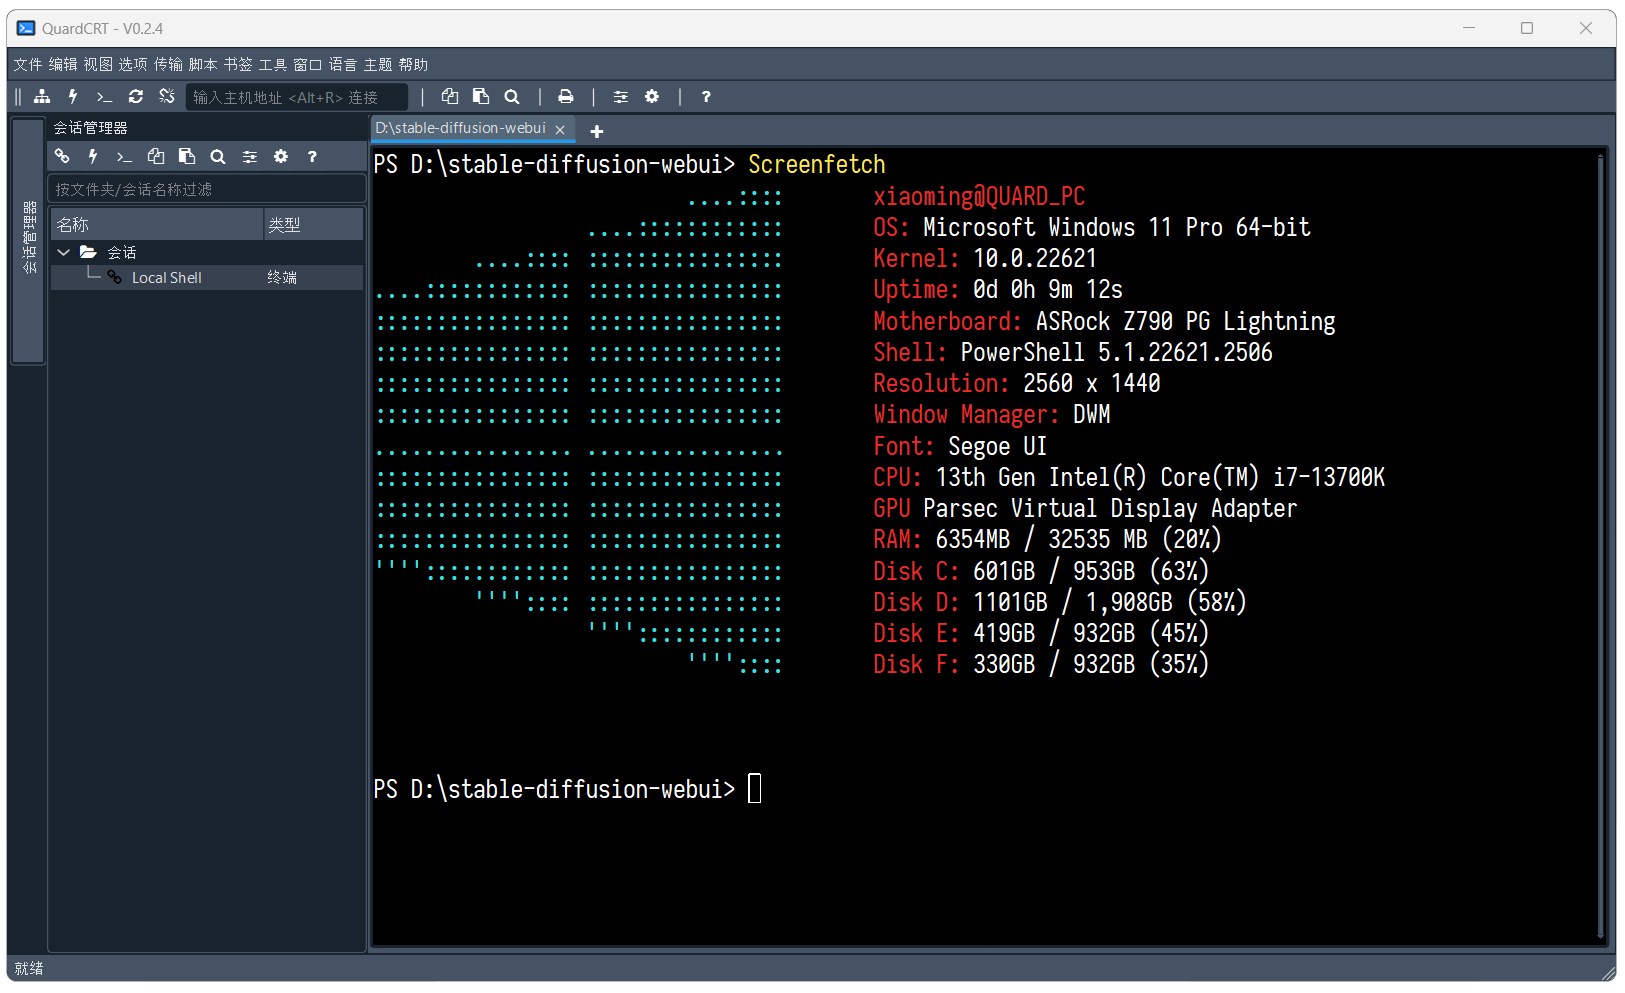 QuardCRT - V0.2.4
文件 编辑 视图 选项 传输 脚本 书签 工具 窗口 语言 主题 帮助
输入主机地址 <Alt+R> 连接
会话管理器
会话管理器
按文件夹/会话名称过滤
名称 类型
会话
Local Shell 终端
D:\stable-diffusion-webui
PS D:\stable-diffusion-webui> Screenfetch
xiaoming@QUARD_PC
OS: Microsoft Windows 11 Pro 64-bit
Kernel: 10.0.22621
Uptime: 0d 0h 9m 12s
Motherboard: ASRock Z790 PG Lightning
Shell: PowerShell 5.1.22621.2506
Resolution: 2560 x 1440
Window Manager: DWM
Font: Segoe UI
CPU: 13th Gen Intel(R) Core(TM) i7-13700K
GPU Parsec Virtual Display Adapter
RAM: 6354MB / 32535 MB (20%)
Disk C: 601GB / 953GB (63%)
Disk D: 1101GB / 1,908GB (58%)
Disk E: 419GB / 932GB (45%)
Disk F: 330GB / 932GB (35%)
PS D:\stable-diffusion-webui>
就绪